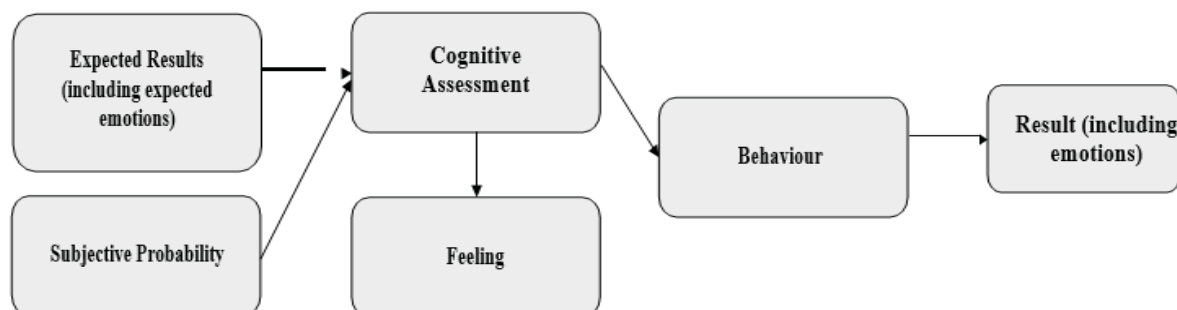 Expected Results
(including expected
emotions)
Cognitive
Assessment
Behaviour
Result (including
emotions)
Subjective Probability
Feeling